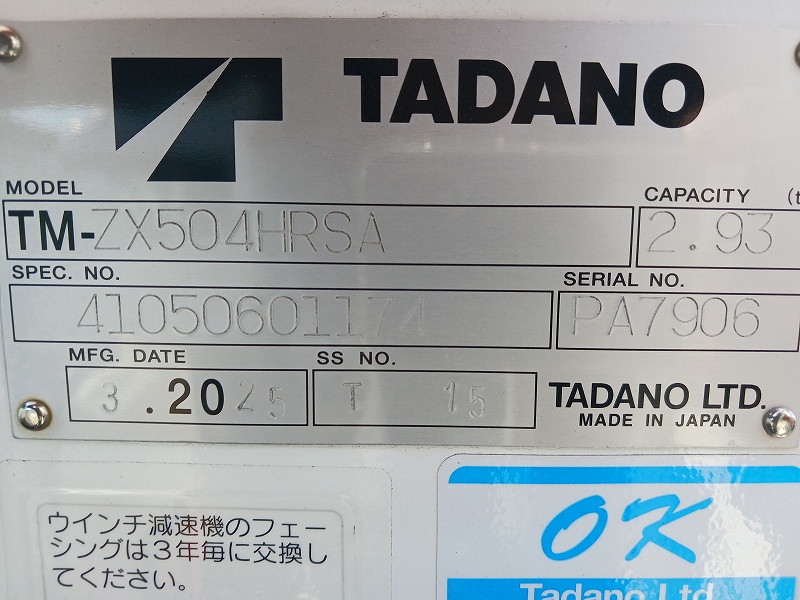 TADANO
MODEL
TM-ZX504HRSA
CAPACITY (t
2.93
SPEC. NO.
41050601174
SERIAL NO.
PA7906
MFG. DATE
3 .2025
SS NO.
T 15
TADANO LTD.
MADE IN JAPAN
ウインチ減速機のフェー
シングは3年毎に交換し
てください。
OK
Tadano Ltd.